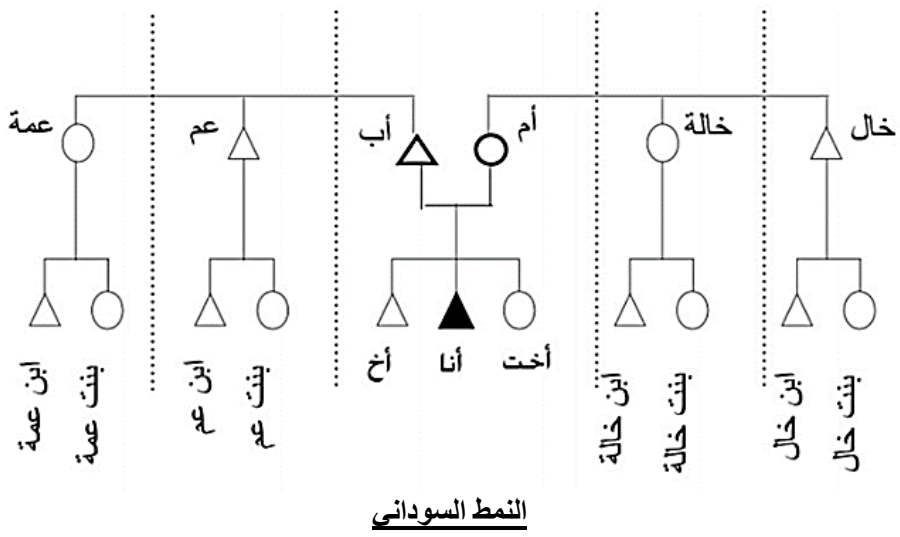 عمة
عم
أب
أم
خالة
خال
أخ
أنا
أخت
ابن عمة
بنت عمة
ابن عم
بنت عم
ابن خالة
بنت خالة
ابن خال
بنت خال
النمط السوداني